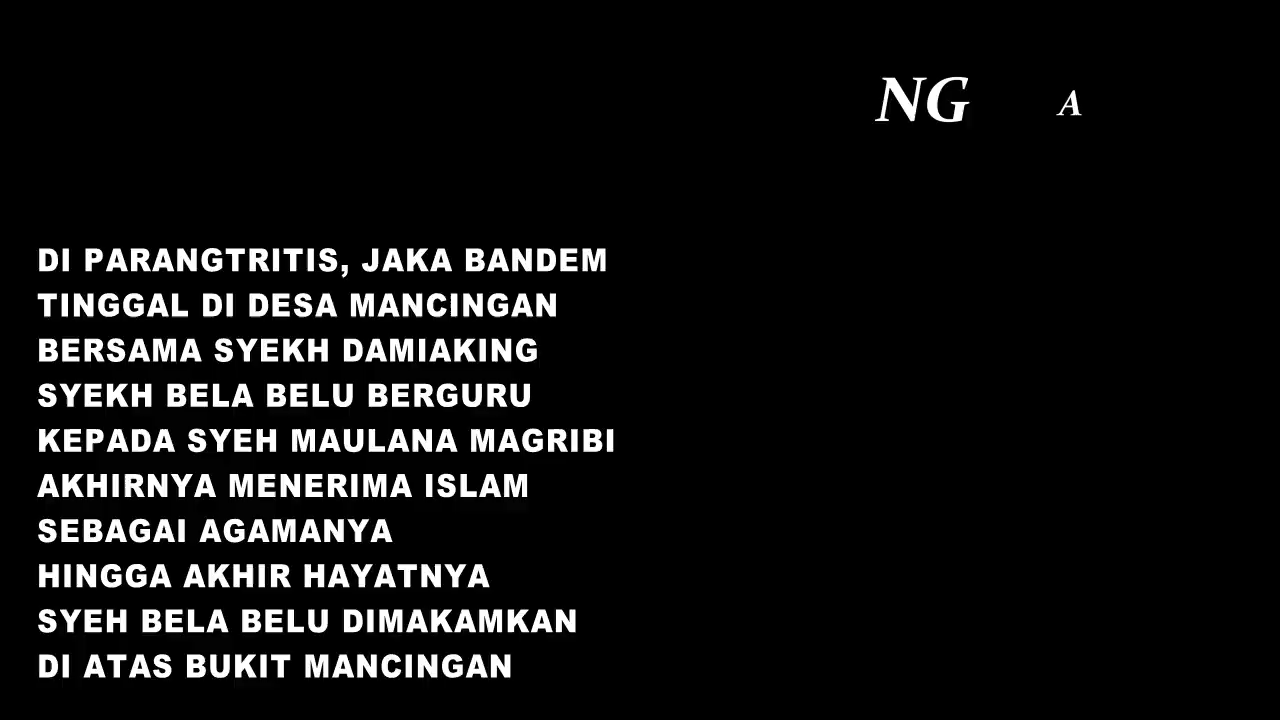 NG A
DI PARANGTRITIS, JAKA BANDEM
TINGGAL DI DESA MANCINGAN
BERSAMA SYEKH DAMIAKING
SYEKH BELA BELU BERGURU
KEPADA SYEH MAULANA MAGRIBI
AKHIRNYA MENERIMA ISLAM
SEBAGAI AGAMANYA
HINGGA AKHIR HAYATNYA
SYEH BELA BELU DIMAKAMKAN
DI ATAS BUKIT MANCINGAN